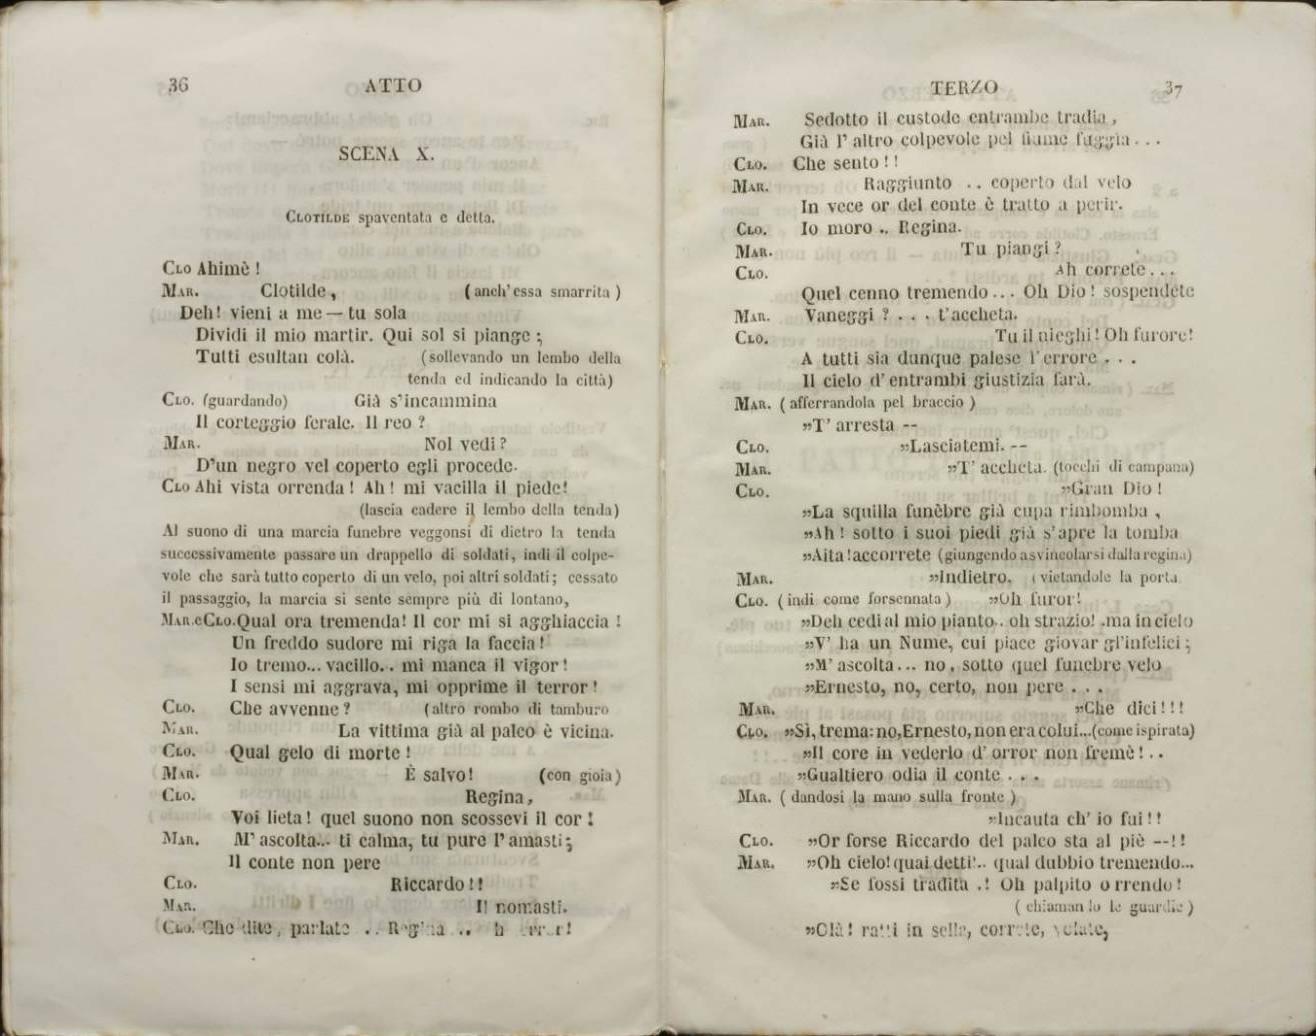 36 ATTO
SCENA X.
CLOTILDE spaventata e detta.
CLO Ahimè !
MAR. Clotilde, (anch'essa smarrita )
Deh! vieni a me — tu sola
Dividi il mio martir. Qui sol si piange ;
Tutti esultan colà. (sollevando un lembo della
tenda ed indicando la città)
CLO. (guardando) Già s'incammina
Il corteggio ferale. Il reo ?
MAR. Nol vedi ?
D'un negro vel coperto egli procede.
CLO Ahi vista orrenda ! Ah ! mi vacilla il piede!
(lascia cadere il lembo della tenda)
Al suono di una marcia funebre veggonsi di dietro la tenda
successivamente passare un drappello di soldati, indi il colpe-
vole che sarà tutto coperto di un velo, poi altri soldati ; cessato
il passaggio, la marcia si sente sempre più di lontano,
MAR. e CLO. Qual ora tremenda! Il cor mi si agghiaccia !
Un freddo sudore mi riga la faccia !
Io tremo... vacillo.. mi manca il vigor !
I sensi mi aggrava, mi opprime il terror !
CLO. Che avvenne ? (altro rombo di tamburo
MAR. La vittima già al palco è vicina.
CLO. Qual gelo di morte !
MAR. È salvo! (con gioia)
CLO. Regina,
Voi lieta ! quel suono non scossevi il cor !
MAR. M' ascolta... ti calma, tu pure l'amasti ;
Il conte non pere
CLO. Riccardo !!
MAR. Il nomasti.
CLO. Che dite, parlate ..
TERZO 37
MAR. Sedotto il custode entrambe tradia ,
Già l' altro colpevole pel fiume fuggia . . .
CLO. Che sento ! !
MAR. Raggiunto .. coperto dal velo
In vece or del conte è tratto a perir.
CLO. Io moro .. Regina.
MAR. Tu piangi ?
CLO. Ah correte . . .
Quel cenno tremendo ... Oh Dio ! sospendete
MAR. Vaneggi ? . . . t'accheta.
CLO. Tu il nieghi ! Oh furore!
A tutti sia dunque palese l'errore . . .
Il cielo d' entrambi giustizia farà.
MAR. ( afferrandola pel braccio )
»T' arresta --
CLO. »Lasciatemi. --
MAR. »T' accheta. (tocchi di campana)
CLO. »Gran Dio !
»La squilla funèbre già cupa rimbomba ,
»Ah ! sotto i suoi piedi già s'apre la tomba
»Aita ! accorrete (giungendo a svincolarsi dalla regina)
MAR. »Indietro. ( vietandole la porta
CLO. ( indi come forsennata ) »Oh furor!
»Deh cedi al mio pianto.. oh strazio! .ma in cielo
»V' ha un Nume, cui piace giovar gl'infelici ;
»M' ascolta ... no , sotto quel funebre velo
»Ernesto, no, certo, non pere . . .
MAR. »Che dici ! ! !
CLO. »Sì, trema: no, Ernesto, non era colui...(come ispirata)
»Il core in vederlo d' orror non fremè ! . .
»Gualtiero odia il conte . . .
MAR. ( dandosi la mano sulla fronte )
»Incauta ch' io fui ! !
CLO. »Or forse Riccardo del palco sta al piè --! !
MAR. »Oh cielo! quai detti!.. qual dubbio tremendo...
»Se fossi tradita .! Oh palpito orrendo !
( chiamando le guardie )
»Olà ! ratti in sella, correte, volate,